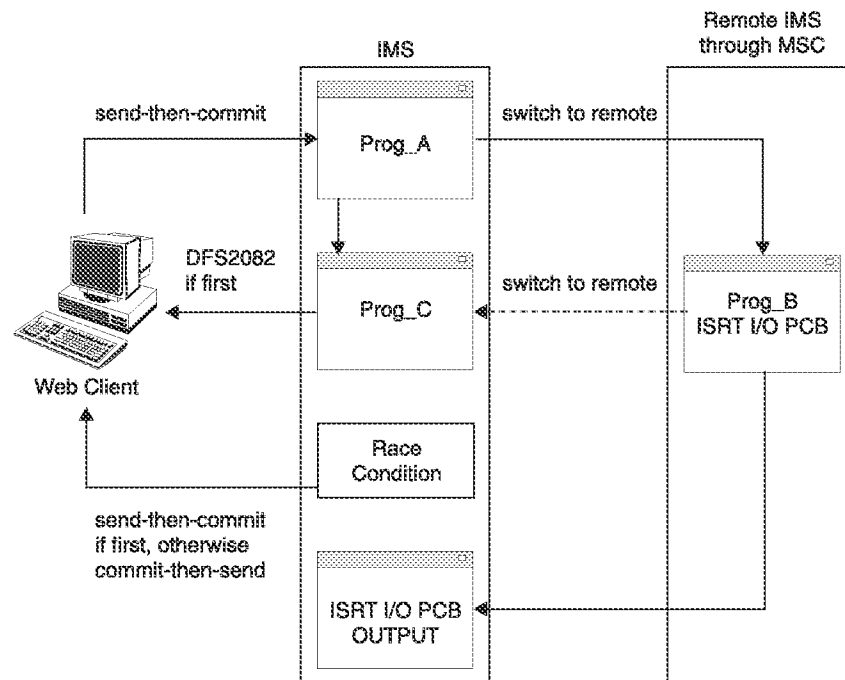 Remote IMS
through MSC
IMS
send-then-commit
Prog_A
switch to remote
DFS2082
if first
Prog_C
switch to remote
Prog_B
ISRT I/O PCB
Web Client
Race
Condition
send-then-commit
if first, otherwise
commit-then-send
ISRT I/O PCB
OUTPUT